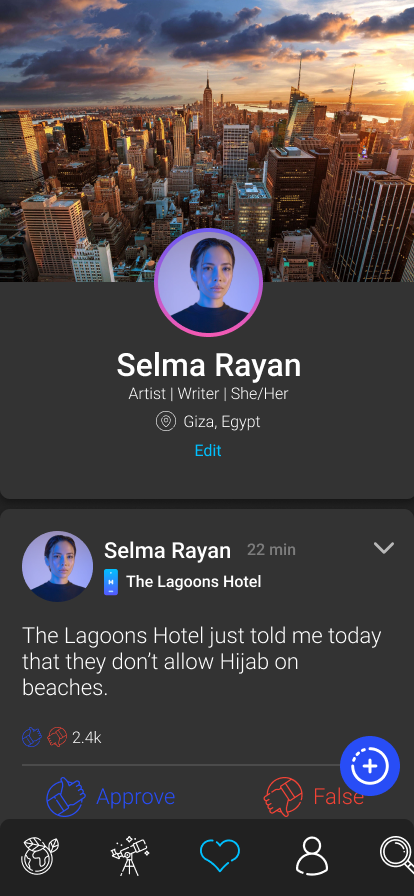 Selma Rayan
Artist | Writer | She/Her
Giza, Egypt
Edit
Selma Rayan 22 min
The Lagoons Hotel
The Lagoons Hotel just told me today
that they don’t allow Hijab on
beaches.
2.4k
Approve
False